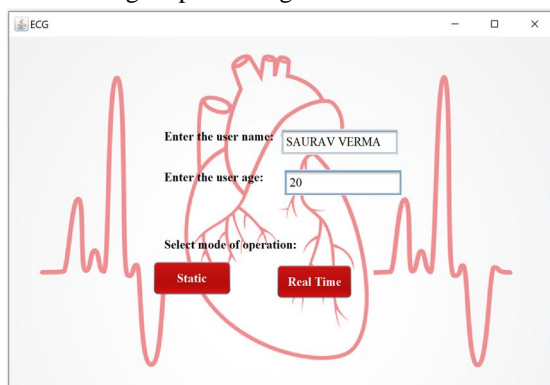 ECG
Enter the user name: SAURAV VERMA
Enter the user age: 20
Select mode of operation:
Static Real Time